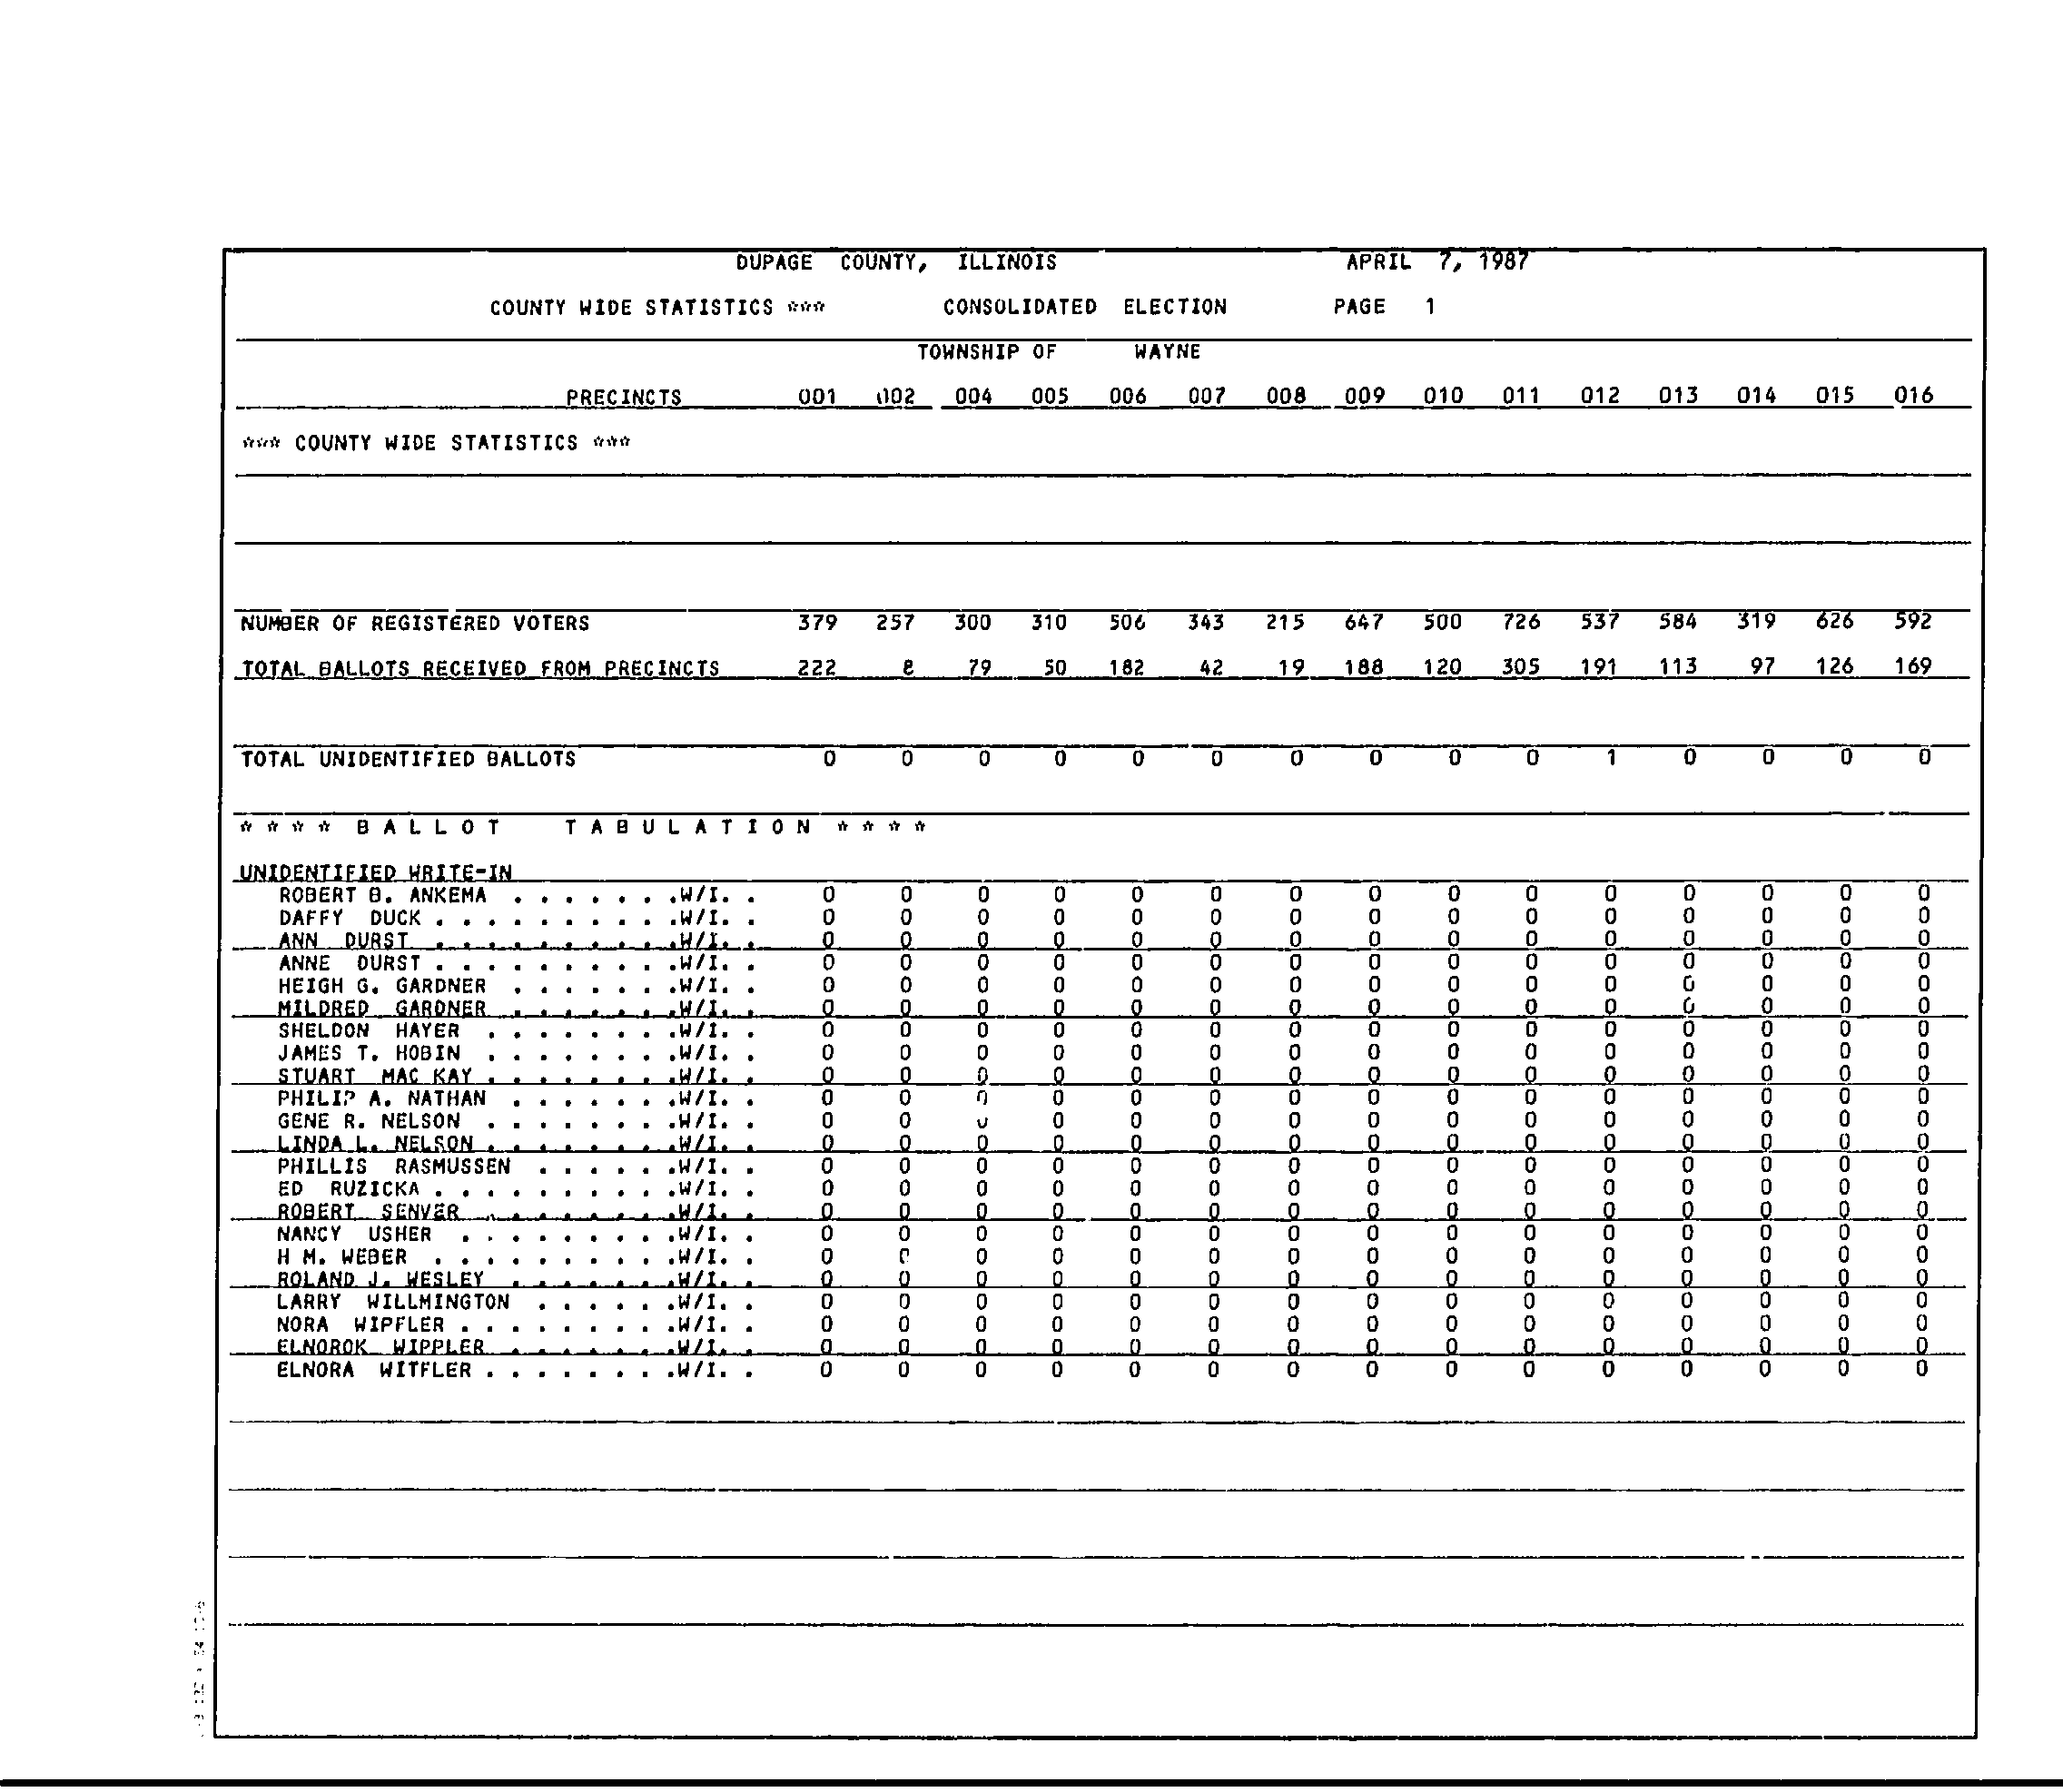 DUPAGE COUNTY, ILLINOIS APRIL 7, 1987
COUNTY WIDE STATISTICS *** CONSOLIDATED ELECTION PAGE 1
TOWNSHIP OF WAYNE
PRECINCTS 001 002 004 005 006 007 008 009 010 011 012 013 014 015 016
*** COUNTY WIDE STATISTICS ***
NUMBER OF REGISTERED VOTERS 379 257 300 310 506 343 215 647 500 726 537 584 319 626 592
TOTAL BALLOTS RECEIVED FROM PRECINCTS 222 8 79 50 182 42 19 188 120 305 191 113 97 126 169
TOTAL UNIDENTIFIED BALLOTS 0 0 0 0 0 0 0 0 0 0 1 0 0 0 0
* * * * B A L L O T T A B U L A T I O N * * * *
UNIDENTIFIED WRITE-IN
ROBERT B. ANKEMA . . . . . . .W/I. . 0 0 0 0 0 0 0 0 0 0 0 0 0 0 0
DAFFY DUCK . . . . . . . . . .W/I. . 0 0 0 0 0 0 0 0 0 0 0 0 0 0 0
ANN DURST . . . . . . . . . .W/I. . 0 0 0 0 0 0 0 0 0 0 0 0 0 0 0
ANNE DURST . . . . . . . . . .W/I. . 0 0 0 0 0 0 0 0 0 0 0 0 0 0 0
HEIGH G. GARDNER . . . . . . .W/I. . 0 0 0 0 0 0 0 0 0 0 0 0 0 0 0
MILDRED GARDNER . . . . . . .W/I. . 0 0 0 0 0 0 0 0 0 0 0 0 0 0 0
SHELDON HAYER . . . . . . . .W/I. . 0 0 0 0 0 0 0 0 0 0 0 0 0 0 0
JAMES T. HOBIN . . . . . . . .W/I. . 0 0 0 0 0 0 0 0 0 0 0 0 0 0 0
STUART MAC KAY . . . . . . . .W/I. . 0 0 0 0 0 0 0 0 0 0 0 0 0 0 0
PHILIP A. NATHAN . . . . . . .W/I. . 0 0 0 0 0 0 0 0 0 0 0 0 0 0 0
GENE R. NELSON . . . . . . . .W/I. . 0 0 0 0 0 0 0 0 0 0 0 0 0 0 0
LINDA L. NELSON . . . . . . . .W/I. . 0 0 0 0 0 0 0 0 0 0 0 0 0 0 0
PHILLIS RASMUSSEN . . . . . .W/I. . 0 0 0 0 0 0 0 0 0 0 0 0 0 0 0
ED RUZICKA . . . . . . . . . .W/I. . 0 0 0 0 0 0 0 0 0 0 0 0 0 0 0
ROBERT SENVER . . . . . . . .W/I. . 0 0 0 0 0 0 0 0 0 0 0 0 0 0 0
NANCY USHER . . . . . . . . .W/I. . 0 0 0 0 0 0 0 0 0 0 0 0 0 0 0
H M. WEBER . . . . . . . . . .W/I. . 0 0 0 0 0 0 0 0 0 0 0 0 0 0 0
ROLAND J. WESLEY . . . . . . .W/I. . 0 0 0 0 0 0 0 0 0 0 0 0 0 0 0
LARRY WILLMINGTON . . . . . .W/I. . 0 0 0 0 0 0 0 0 0 0 0 0 0 0 0
NORA WIPFLER . . . . . . . . .W/I. . 0 0 0 0 0 0 0 0 0 0 0 0 0 0 0
ELNOROK WIPPLER . . . . . . .W/I. . 0 0 0 0 0 0 0 0 0 0 0 0 0 0 0
ELNORA WITFLER . . . . . . . .W/I. . 0 0 0 0 0 0 0 0 0 0 0 0 0 0 0